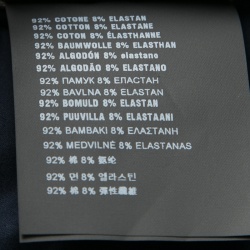 92% COTONE 8% ELASTAN
92% COTTON 8% ELASTANE
92% COTON 8% ÉLASTHANNE
92% BAUMWOLLE 8% ELASTHAN
92% ALGODÓN 8% elastano
92% ALGODÃO 8% ELASTANO
92% ПАМУК 8% ЕПАСТАН
92% BAVLNA 8% ELASTAN
92% BOMULD 8% ELASTAN
92% PUUVILLA 8% ELASTAANI
92% BAMBAKI 8% ΕΛΑΣΤΑΝΗ
92% MEDVILNĖ 8% ELASTANAS
92% 棉 8% 氨纶
92% 면 8% 엘라스틴
92% 棉 8% 彈性纖維